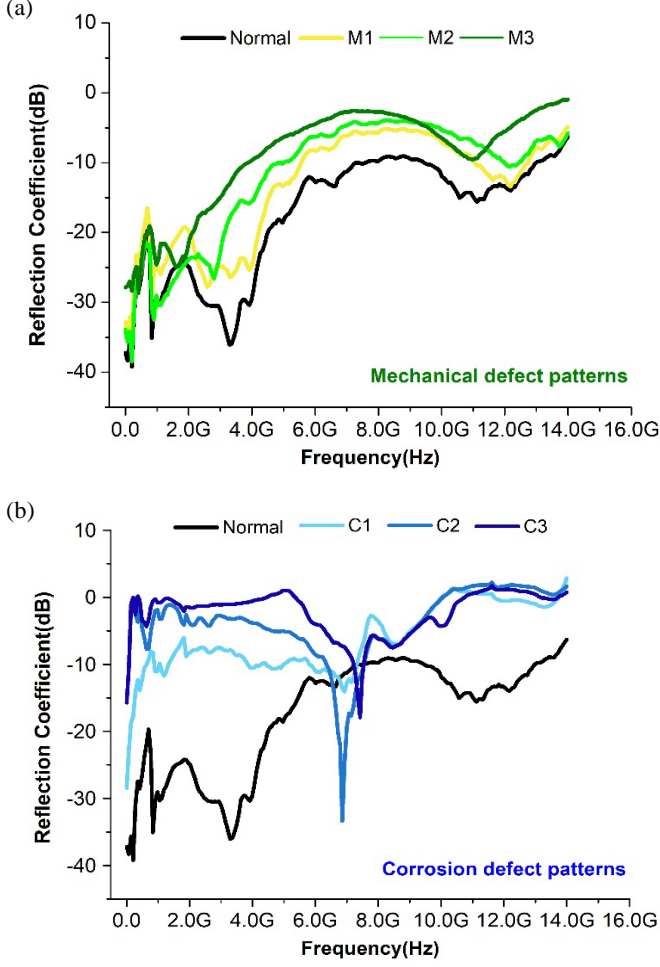 (a)
10
Normal M1 M2 M3
0
-10
-20
-30
-40
Reflection Coefficient(dB)
Mechanical defect patterns
0.0 2.0G 4.0G 6.0G 8.0G 10.0G 12.0G 14.0G 16.0G
Frequency(Hz)
(b)
10
Normal C1 C2 C3
0
-10
-20
-30
-40
Reflection Coefficient(dB)
Corrosion defect patterns
0.0 2.0G 4.0G 6.0G 8.0G 10.0G 12.0G 14.0G 16.0G
Frequency(Hz)